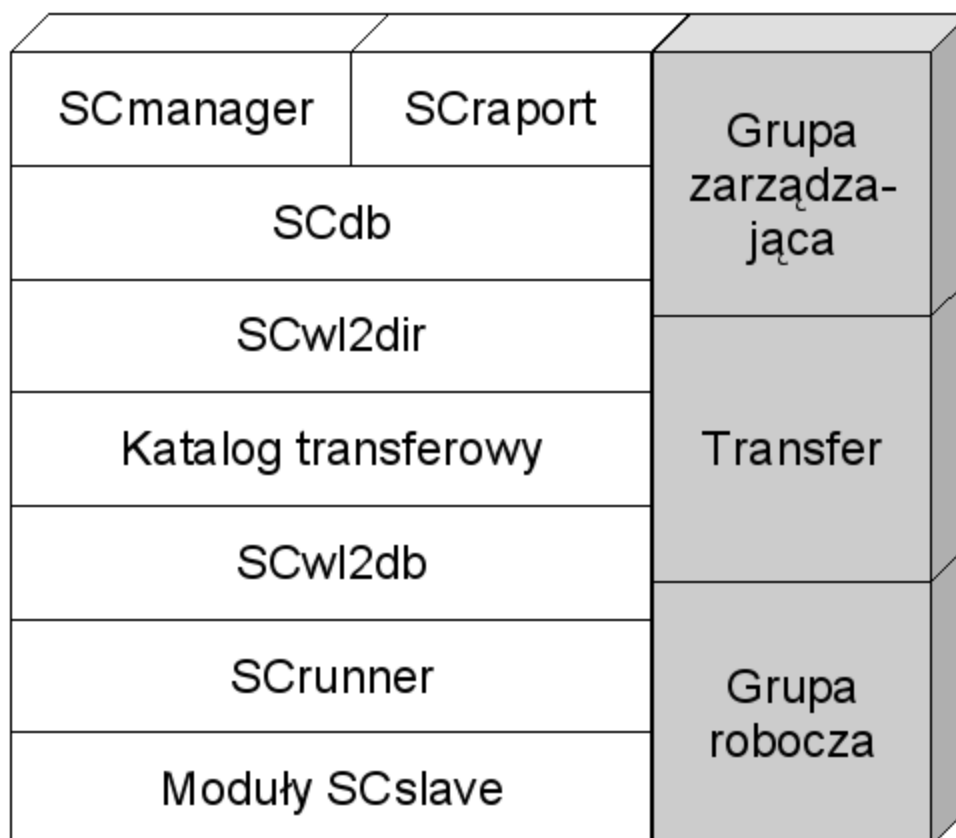 SCmanager
SCraport
SCdb
SCwl2dir
Katalog transferowy
SCwl2db
SCrunner
Moduły SCslave
Grupa
zarządza-
jąca
Transfer
Grupa
robocza